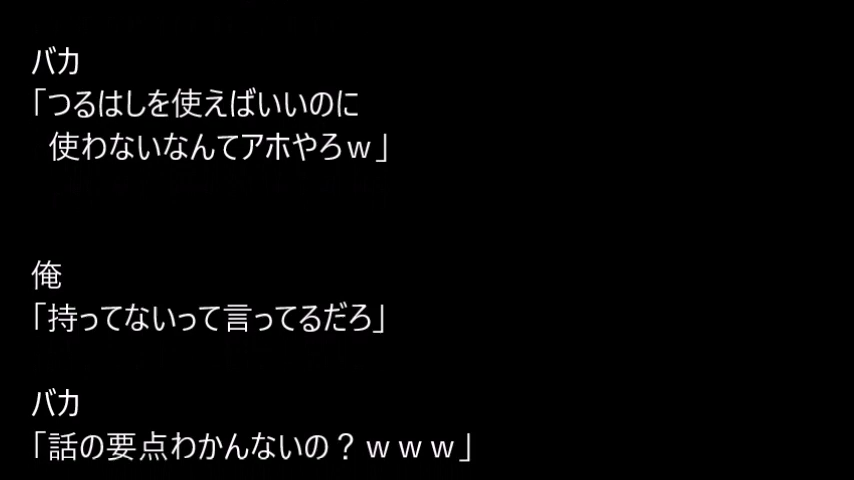 バカ
「つるはしを使えばいいのに
使わないなんてアホやろｗ」
俺
「持ってないって言ってるだろ」
バカ
「話の要点わかんないの？ｗｗｗ」